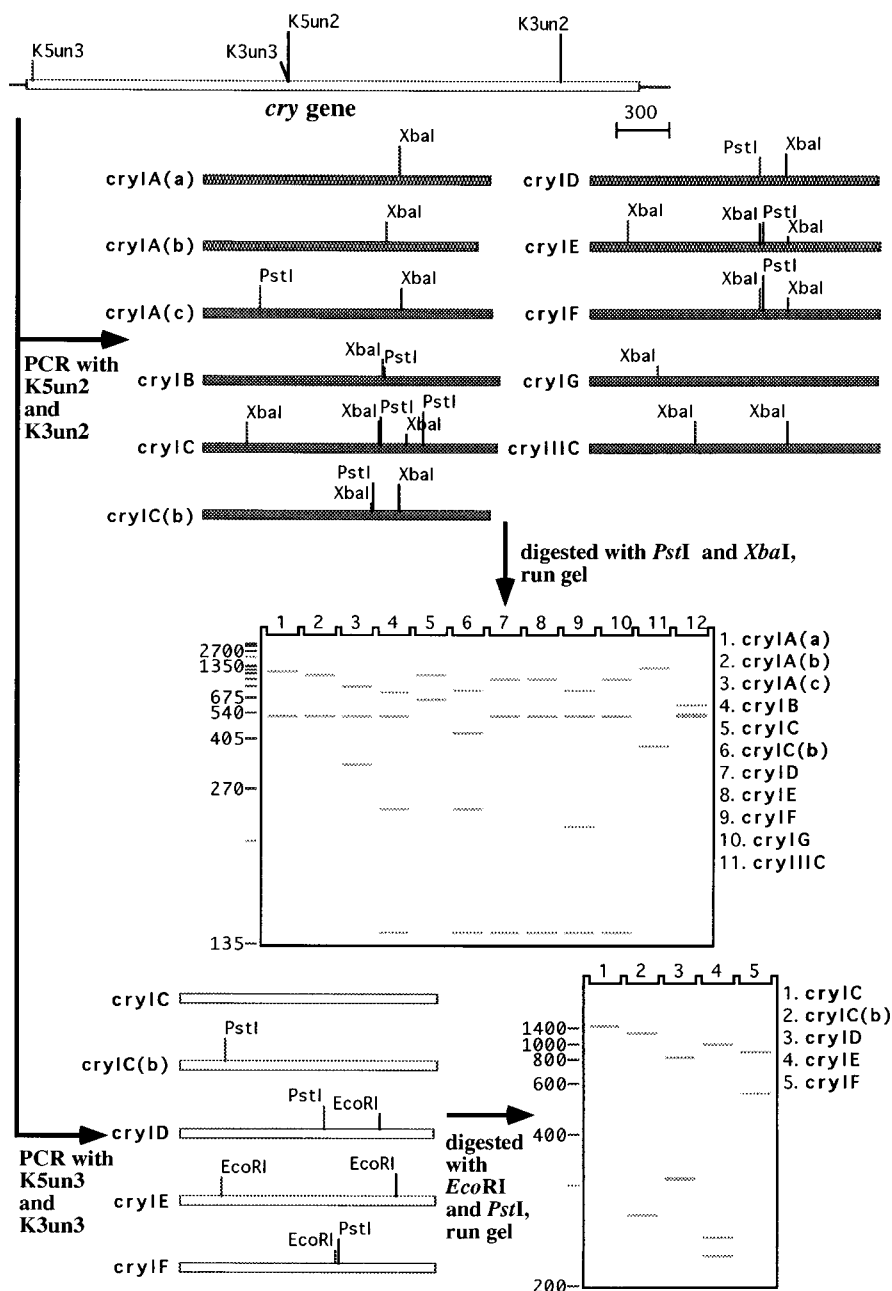 K5un2
K3un2
K5un3
K3un3
cry gene
300
XbaI
cryIA(a)
PstI
XbaI
cryID
XbaI
cryIA(b)
XbaI
XbaI
PstI
XbaI
cryIE
PstI
XbaI
cryIA(c)
XbaI
PstI
XbaI
cryIF
PCR with
K5un2
and
K3un2
XbaI
PstI
cryIB
XbaI
cryIG
XbaI
XbaI
PstI
XbaI
PstI
cryIC
XbaI
XbaI
cryIIIC
PstI
XbaI
XbaI
cryIC(b)
digested with PstI and XbaI,
run gel
1 2 3 4 5 6 7 8 9 10 11 12
2700
1350
675
540
405
270
135
1. cryIA(a)
2. cryIA(b)
3. cryIA(c)
4. cryIB
5. cryIC
6. cryIC(b)
7. cryID
8. cryIE
9. cryIF
10. cryIG
11. cryIIIC
PCR with
K5un3
and
K3un3
cryIC
PstI
cryIC(b)
PstI
EcoRI
cryID
EcoRI
EcoRI
cryIE
EcoRI
PstI
cryIF
digested
with
EcoRI
and PstI,
run gel
1 2 3 4 5
1400
1000
800
600
400
200
1. cryIC
2. cryIC(b)
3. cryID
4. cryIE
5. cryIF